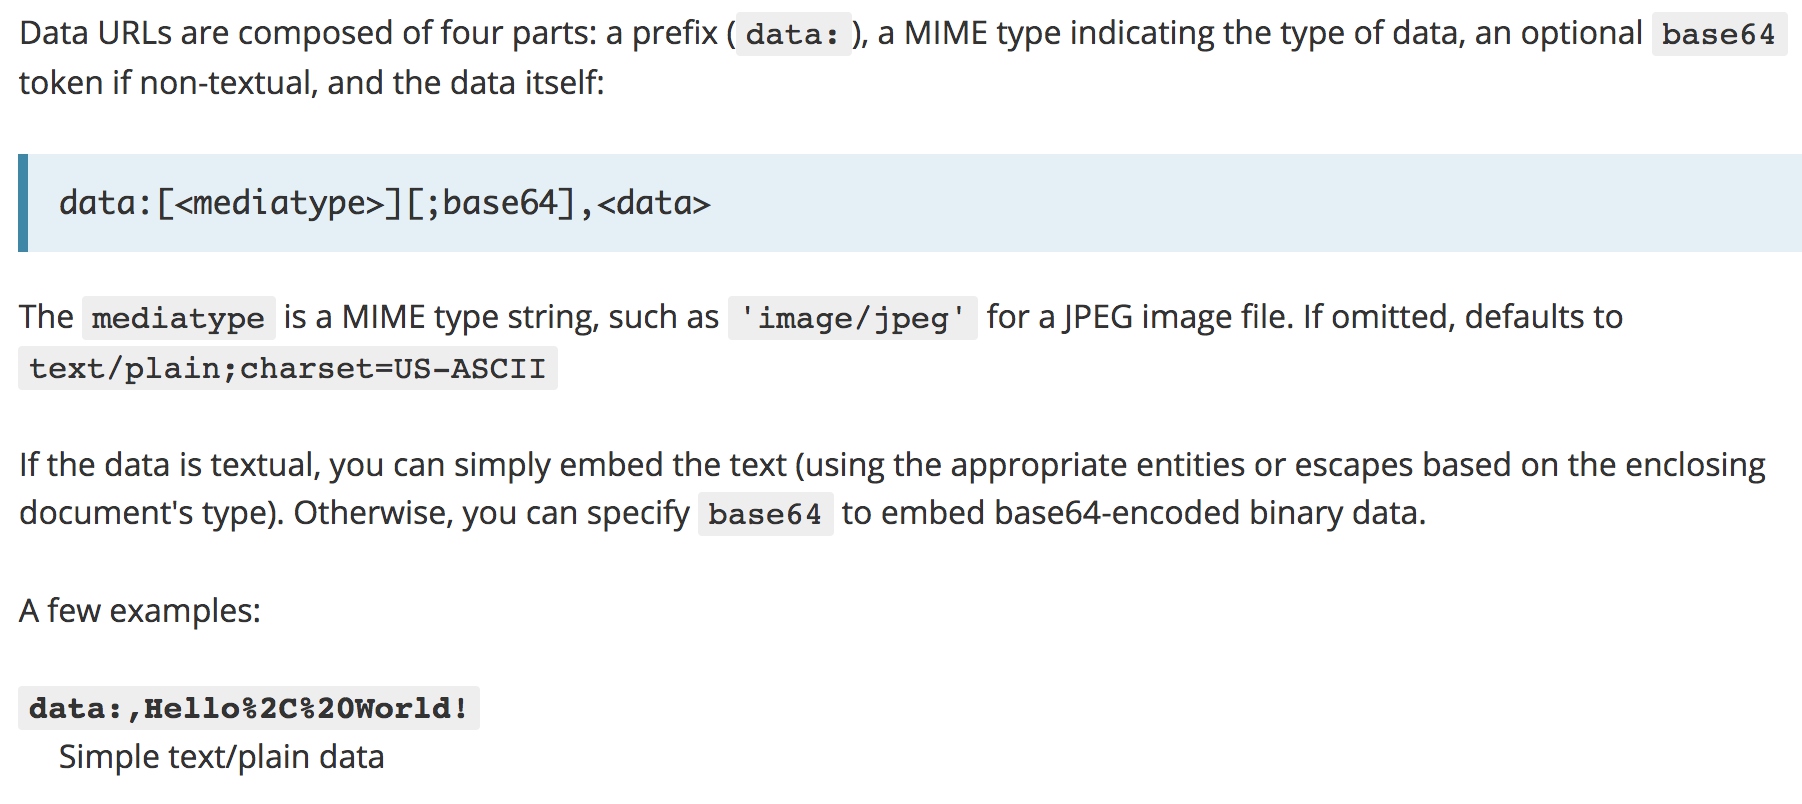 Data URLs are composed of four parts: a prefix (data:), a MIME type indicating the type of data, an optional base64
token if non-textual, and the data itself:
data:[<mediatype>][;base64],<data>
The mediatype is a MIME type string, such as 'image/jpeg' for a JPEG image file. If omitted, defaults to
text/plain;charset=US-ASCII
If the data is textual, you can simply embed the text (using the appropriate entities or escapes based on the enclosing
document's type). Otherwise, you can specify base64 to embed base64-encoded binary data.
A few examples:
data:,Hello%2C%20World!
Simple text/plain data